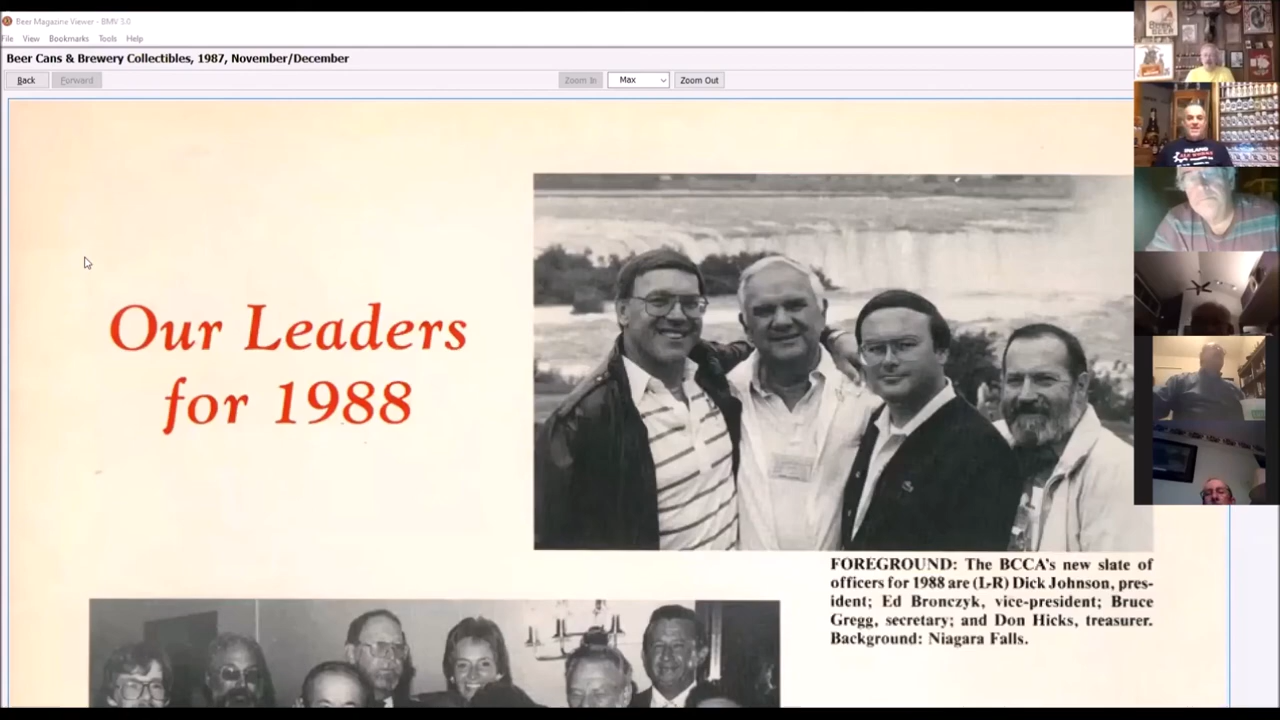 Beer Magazine Viewer - BMV 3.0
File View Bookmarks Tools Help
Beer Cans & Brewery Collectibles, 1987, November/December
Back Forward Zoom In Max Zoom Out
Our Leaders
for 1988
FOREGROUND: The BCCA's new slate of
officers for 1988 are (L-R) Dick Johnson, pres-
ident; Ed Bronczyk, vice-president; Bruce
Gregg, secretary; and Don Hicks, treasurer.
Background: Niagara Falls.